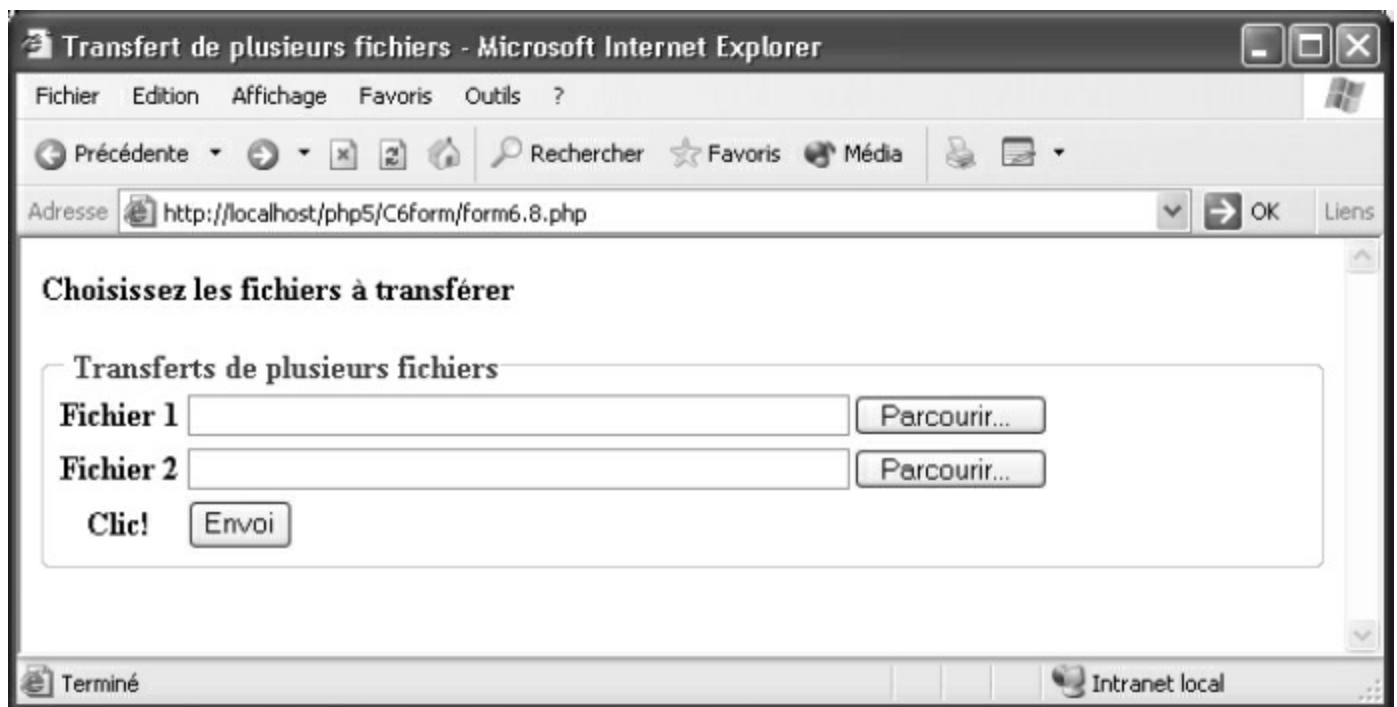 Transfert de plusieurs fichiers - Microsoft Internet Explorer
Fichier Edition Affichage Favoris Outils ?
Précédente Rechercher Favoris Média
Adresse http://localhost/php5/C6form/form6.8.php OK Liens
Choisissez les fichiers à transférer
Transferts de plusieurs fichiers
Fichier 1 Parcourir...
Fichier 2 Parcourir...
Clic! Envoi
Terminé Intranet local